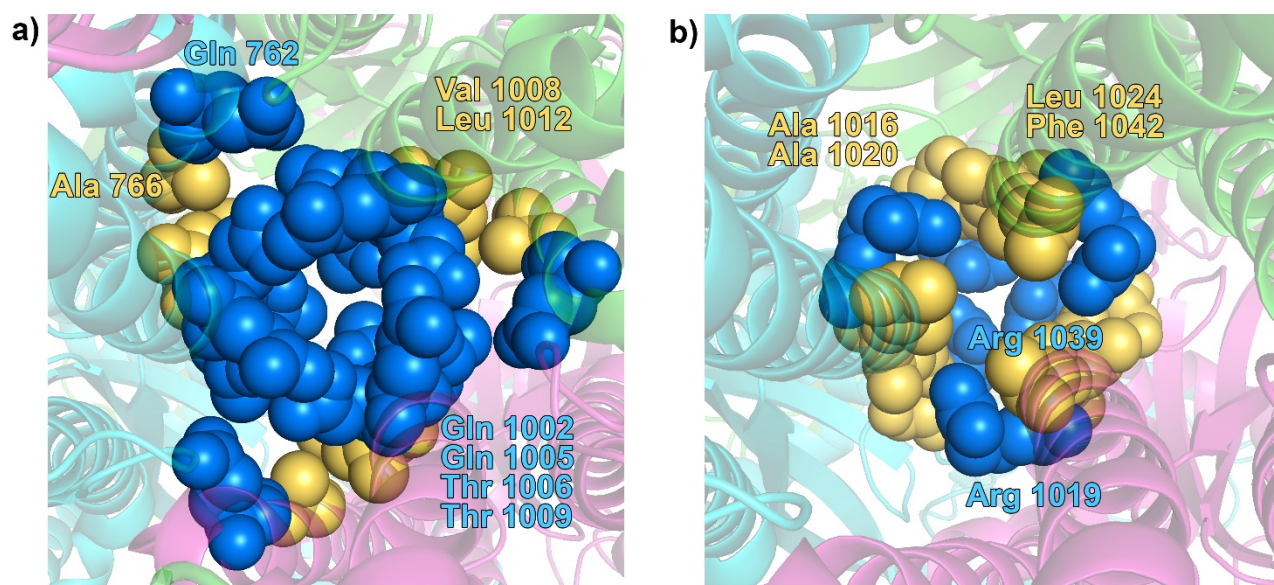 a)
Gln 762
Val 1008
Leu 1012
Ala 766
Gln 1002
Gln 1005
Thr 1006
Thr 1009
b)
Leu 1024
Phe 1042
Ala 1016
Ala 1020
Arg 1039
Arg 1019